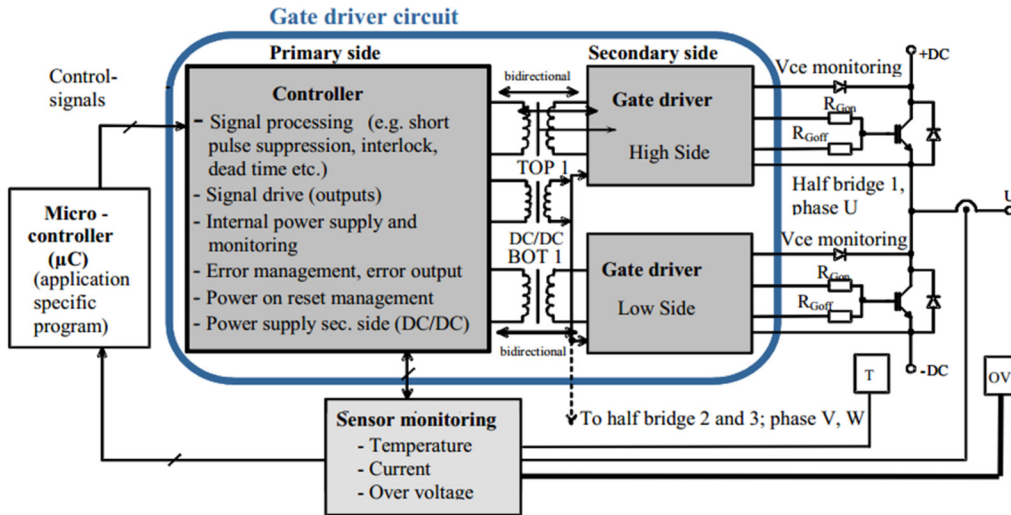 Gate driver circuit
Primary side
Secondary side
Control-
signals
Controller
- Signal processing (e.g. short
pulse suppression, interlock,
dead time etc.)
- Signal drive (outputs)
- Internal power supply and
monitoring
- Error management, error output
- Power on reset management
- Power supply sec. side (DC/DC)
Micro -
controller
(µC)
(application
specific
program)
bidirectional
TOP 1
DC/DC
BOT 1
bidirectional
Gate driver
High Side
Gate driver
Low Side
Vce monitoring
+DC
RGon
RGoff
Half bridge 1,
phase U
U
Vce monitoring
RGon
RGoff
-DC
T
OV
To half bridge 2 and 3; phase V, W
Sensor monitoring
- Temperature
- Current
- Over voltage